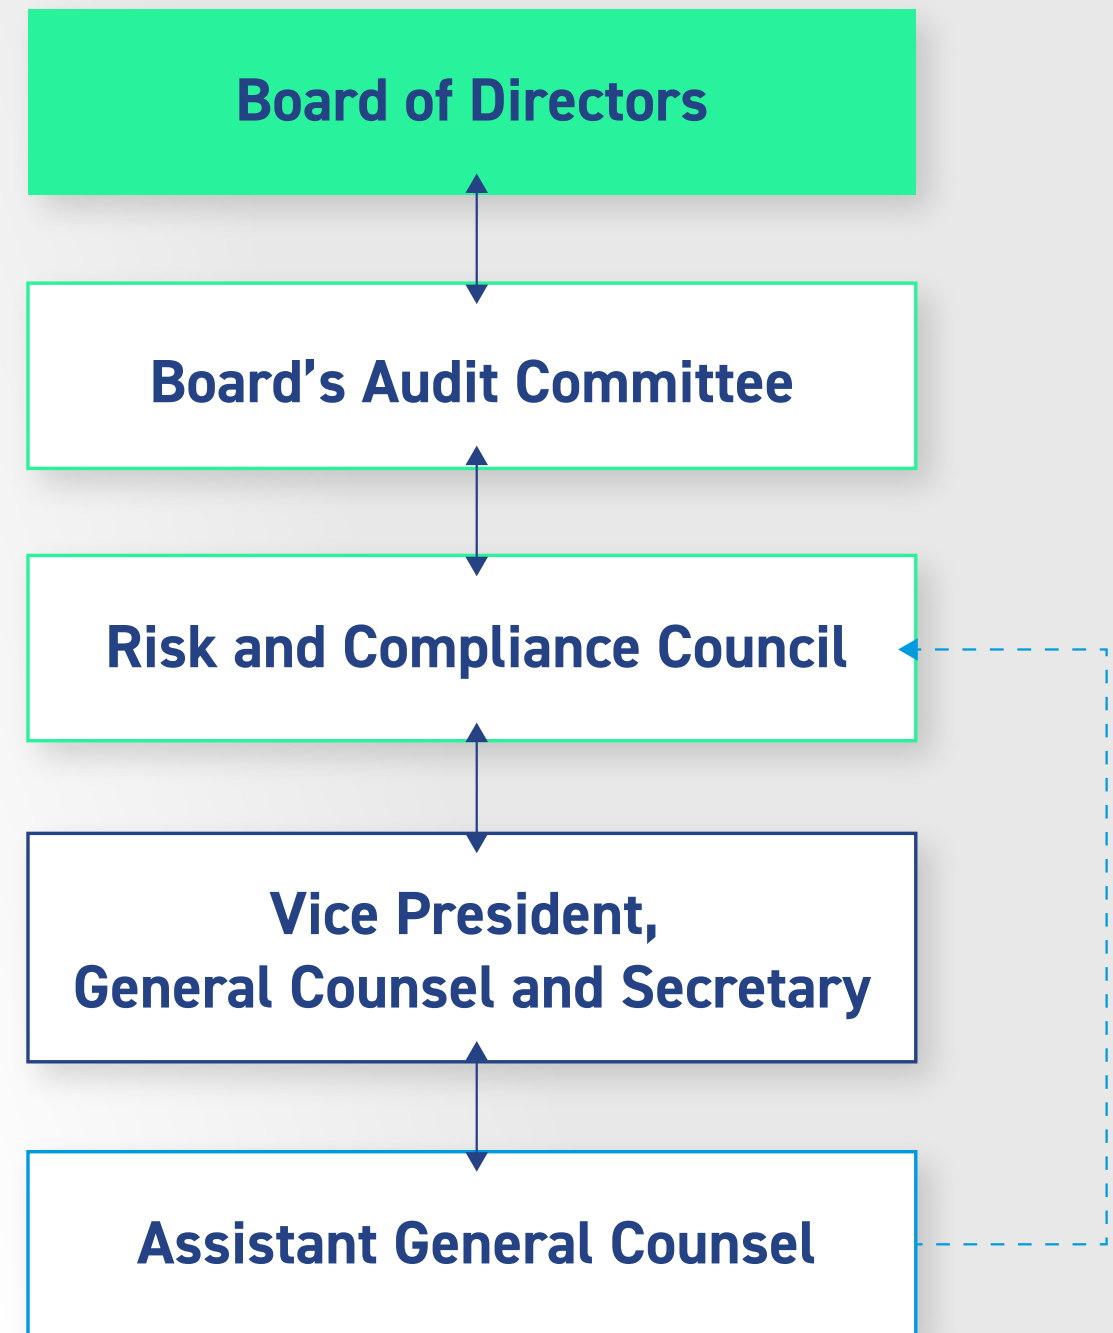 Board of Directors
Board’s Audit Committee
Risk and Compliance Council
Vice President,
General Counsel and Secretary
Assistant General Counsel